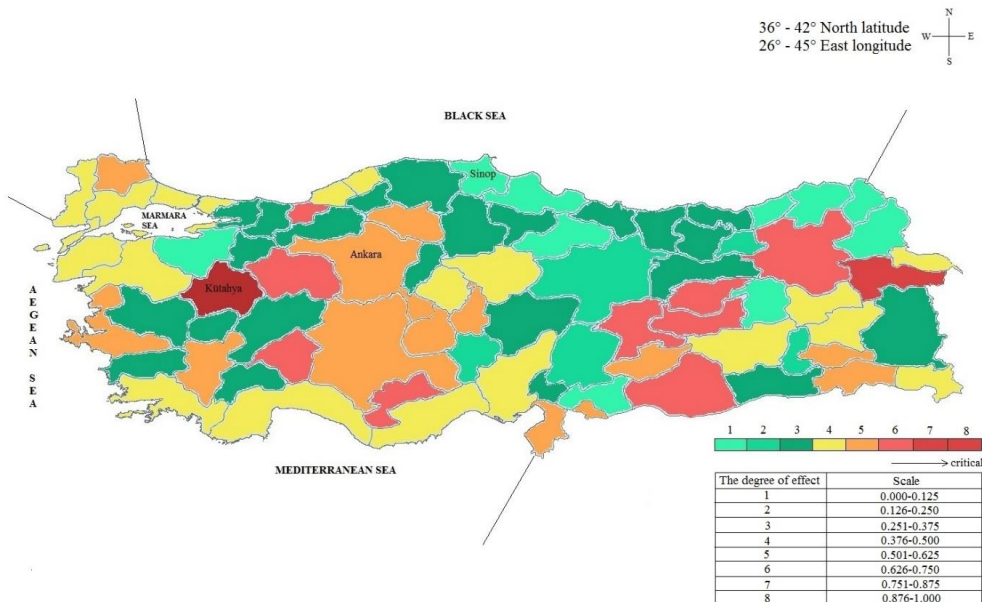 36° - 42° North latitude
26° - 45° East longitude
N
W E
S
BLACK SEA
Sinop
MARMARA
SEA
Ankara
Kütahya
AEGEAN SEA
MEDITERRANEAN SEA
1 2 3 4 5 6 7 8
critical
The degree of effect Scale
1 0.000-0.125
2 0.126-0.250
3 0.251-0.375
4 0.376-0.500
5 0.501-0.625
6 0.626-0.750
7 0.751-0.875
8 0.876-1.000